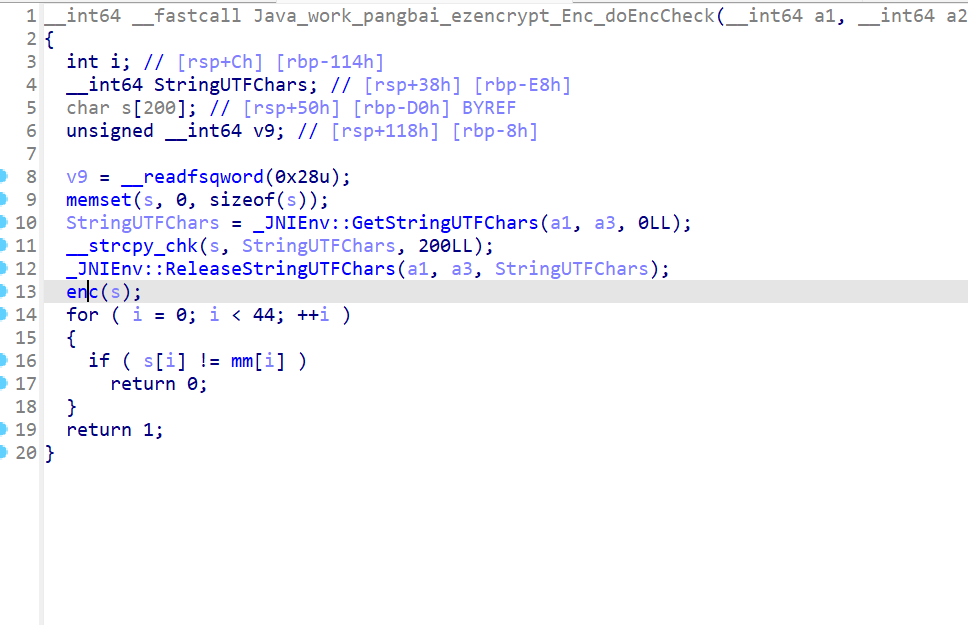 1 __int64 __fastcall Java_work_pangbai_ezencrypt_Enc_doEncCheck(__int64 a1, __int64 a2
2 {
3   int i; // [rsp+Ch] [rbp-114h]
4   __int64 StringUTFChars; // [rsp+38h] [rbp-E8h]
5   char s[200]; // [rsp+50h] [rbp-D0h] BYREF
6   unsigned __int64 v9; // [rsp+118h] [rbp-8h]
7
8   v9 = __readfsqword(0x28u);
9   memset(s, 0, sizeof(s));
10   StringUTFChars = _JNIEnv::GetStringUTFChars(a1, a3, 0LL);
11   __strcpy_chk(s, StringUTFChars, 200LL);
12   _JNIEnv::ReleaseStringUTFChars(a1, a3, StringUTFChars);
13   enc(s);
14   for ( i = 0; i < 44; ++i )
15   {
16     if ( s[i] != mm[i] )
17       return 0;
18   }
19   return 1;
20 }